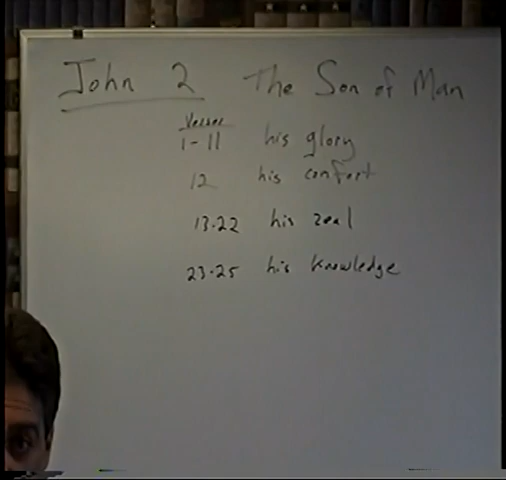 John 2 The Son of Man
Verses
1-11 his glory
12 his comfort
13-22 his zeal
23-25 his knowledge